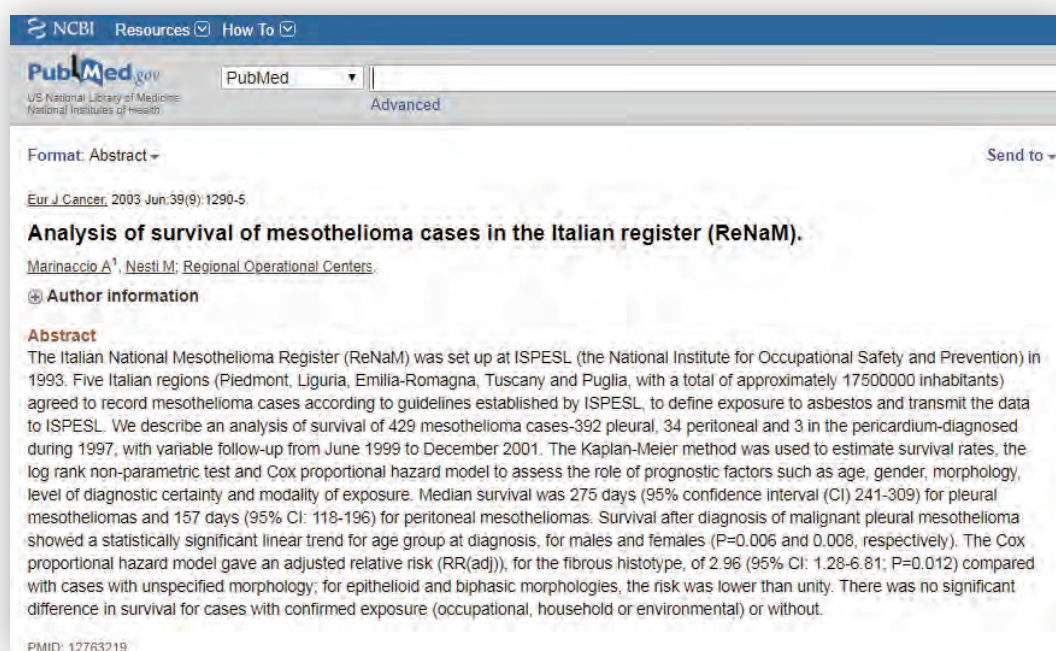 NCBI Resources How To
PubMed.gov
US National Library of Medicine
National Institutes of Health
PubMed
Advanced
Format: Abstract
Send to
Eur J Cancer. 2003 Jun;39(9):1290-5.
Analysis of survival of mesothelioma cases in the Italian register (ReNaM).
Marinaccio A1, Nesti M; Regional Operational Centers.
Author information
Abstract
The Italian National Mesothelioma Register (ReNaM) was set up at ISPESL (the National Institute for Occupational Safety and Prevention) in
1993. Five Italian regions (Piedmont, Liguria, Emilia-Romagna, Tuscany and Puglia, with a total of approximately 17500000 inhabitants)
agreed to record mesothelioma cases according to guidelines established by ISPESL, to define exposure to asbestos and transmit the data
to ISPESL. We describe an analysis of survival of 429 mesothelioma cases-392 pleural, 34 peritoneal and 3 in the pericardium-diagnosed
during 1997, with variable follow-up from June 1999 to December 2001. The Kaplan-Meier method was used to estimate survival rates, the
log rank non-parametric test and Cox proportional hazard model to assess the role of prognostic factors such as age, gender, morphology,
level of diagnostic certainty and modality of exposure. Median survival was 275 days (95% confidence interval (CI) 241-309) for pleural
mesotheliomas and 157 days (95% CI: 118-196) for peritoneal mesotheliomas. Survival after diagnosis of malignant pleural mesothelioma
showed a statistically significant linear trend for age group at diagnosis, for males and females (P=0.006 and 0.008, respectively). The Cox
proportional hazard model gave an adjusted relative risk (RR(adj)), for the fibrous histotype, of 2.96 (95% CI: 1.28-6.81; P=0.012) compared
with cases with unspecified morphology; for epithelioid and biphasic morphologies, the risk was lower than unity. There was no significant
difference in survival for cases with confirmed exposure (occupational, household or environmental) or without.
PMID: 12763219